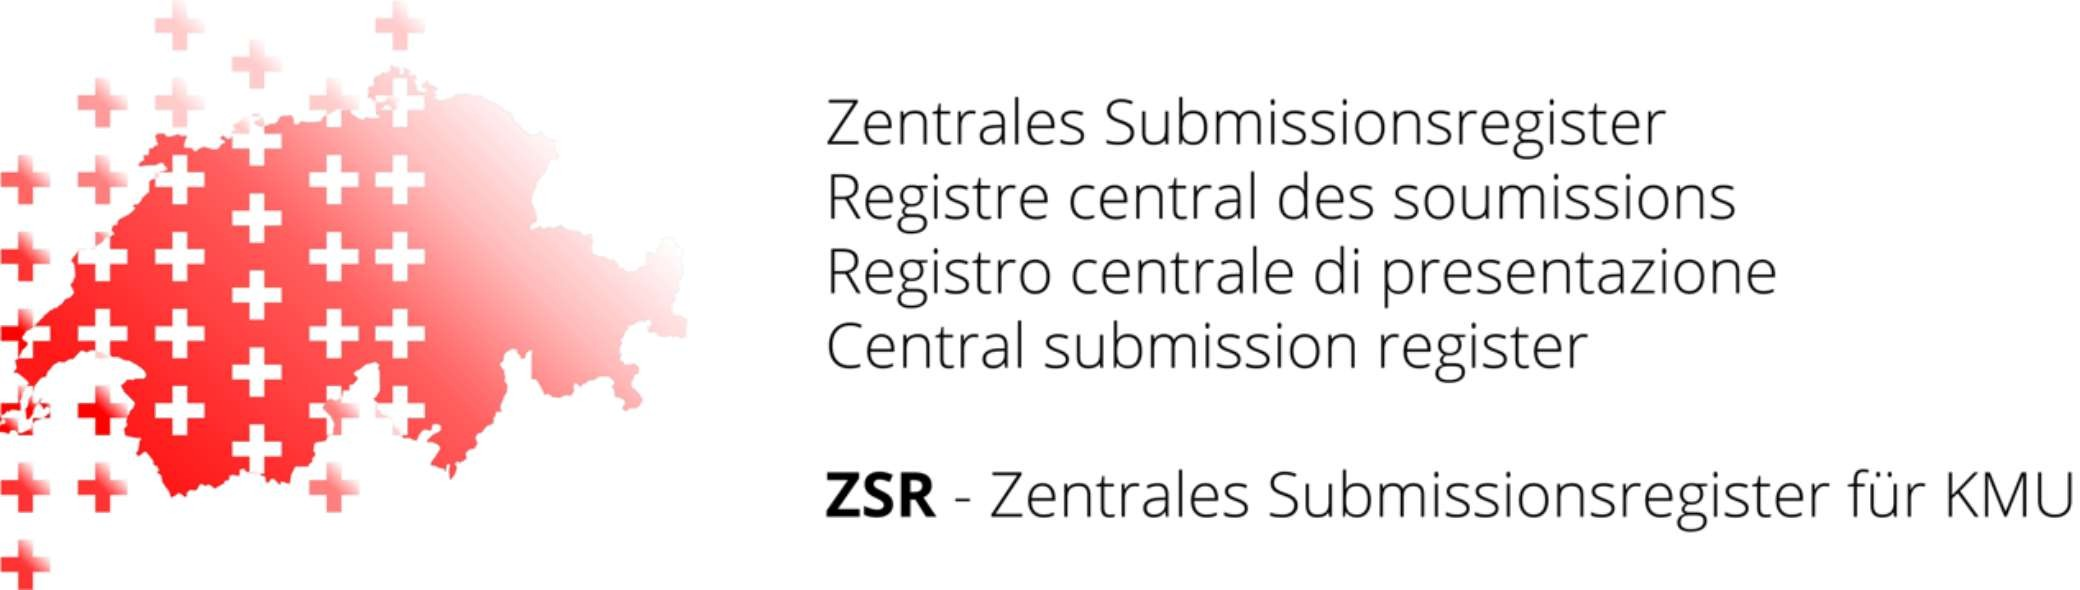 Zentrales Submissionsregister
Registre central des soumissions
Registro centrale di presentazione
Central submission register
ZSR - Zentrales Submissionsregister für KMU